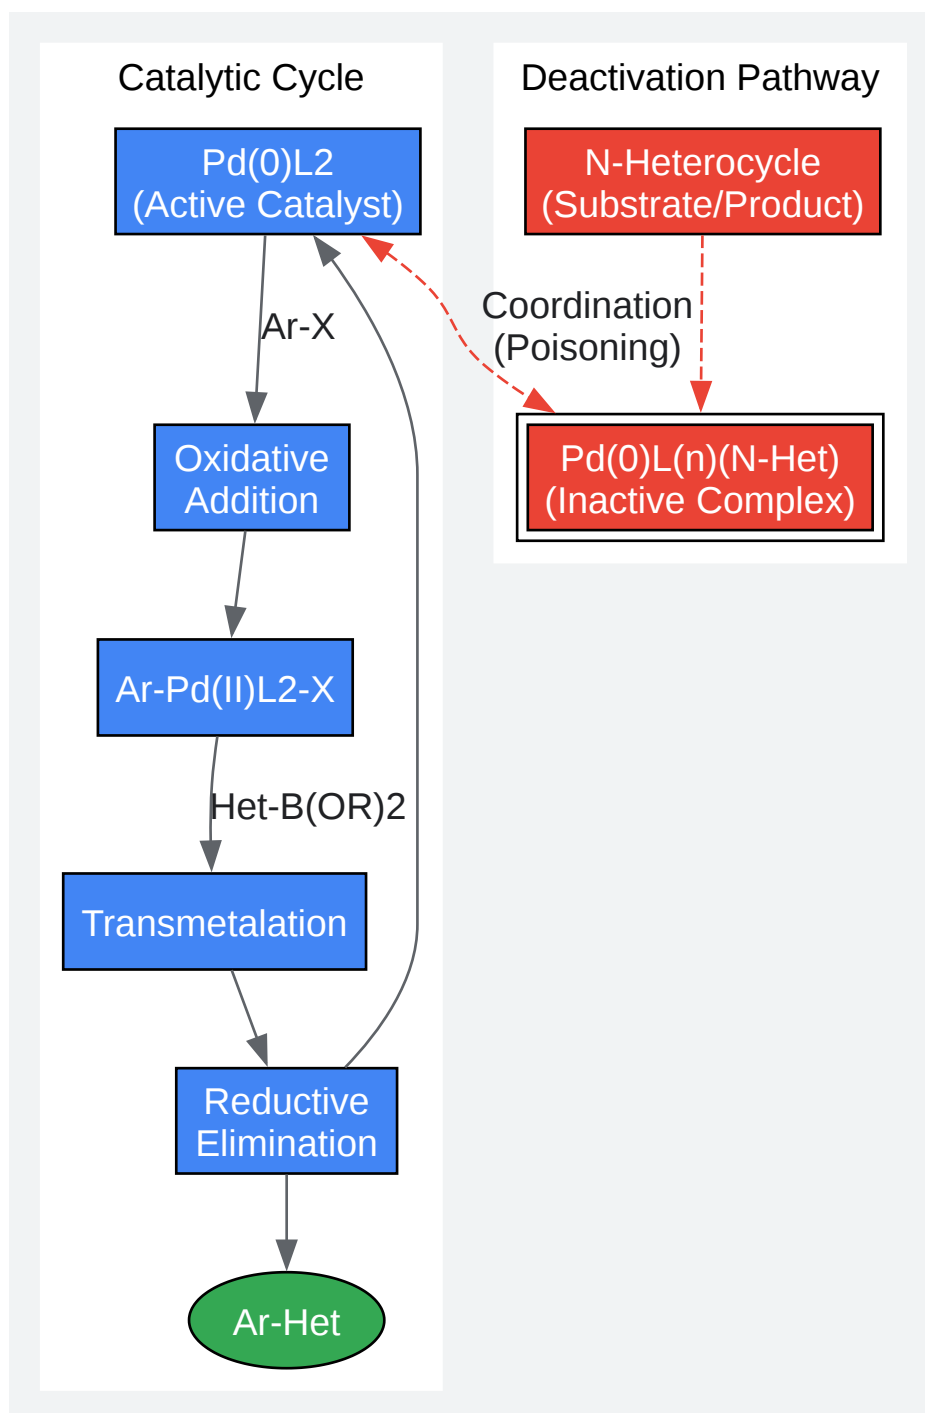 Catalytic Cycle
Pd(0)L2
(Active Catalyst)
Ar-X
Oxidative
Addition
Ar-Pd(II)L2-X
Het-B(OR)2
Transmetalation
Reductive
Elimination
Ar-Het
Deactivation Pathway
N-Heterocycle
(Substrate/Product)
Coordination
(Poisoning)
Pd(0)L(n)(N-Het)
(Inactive Complex)